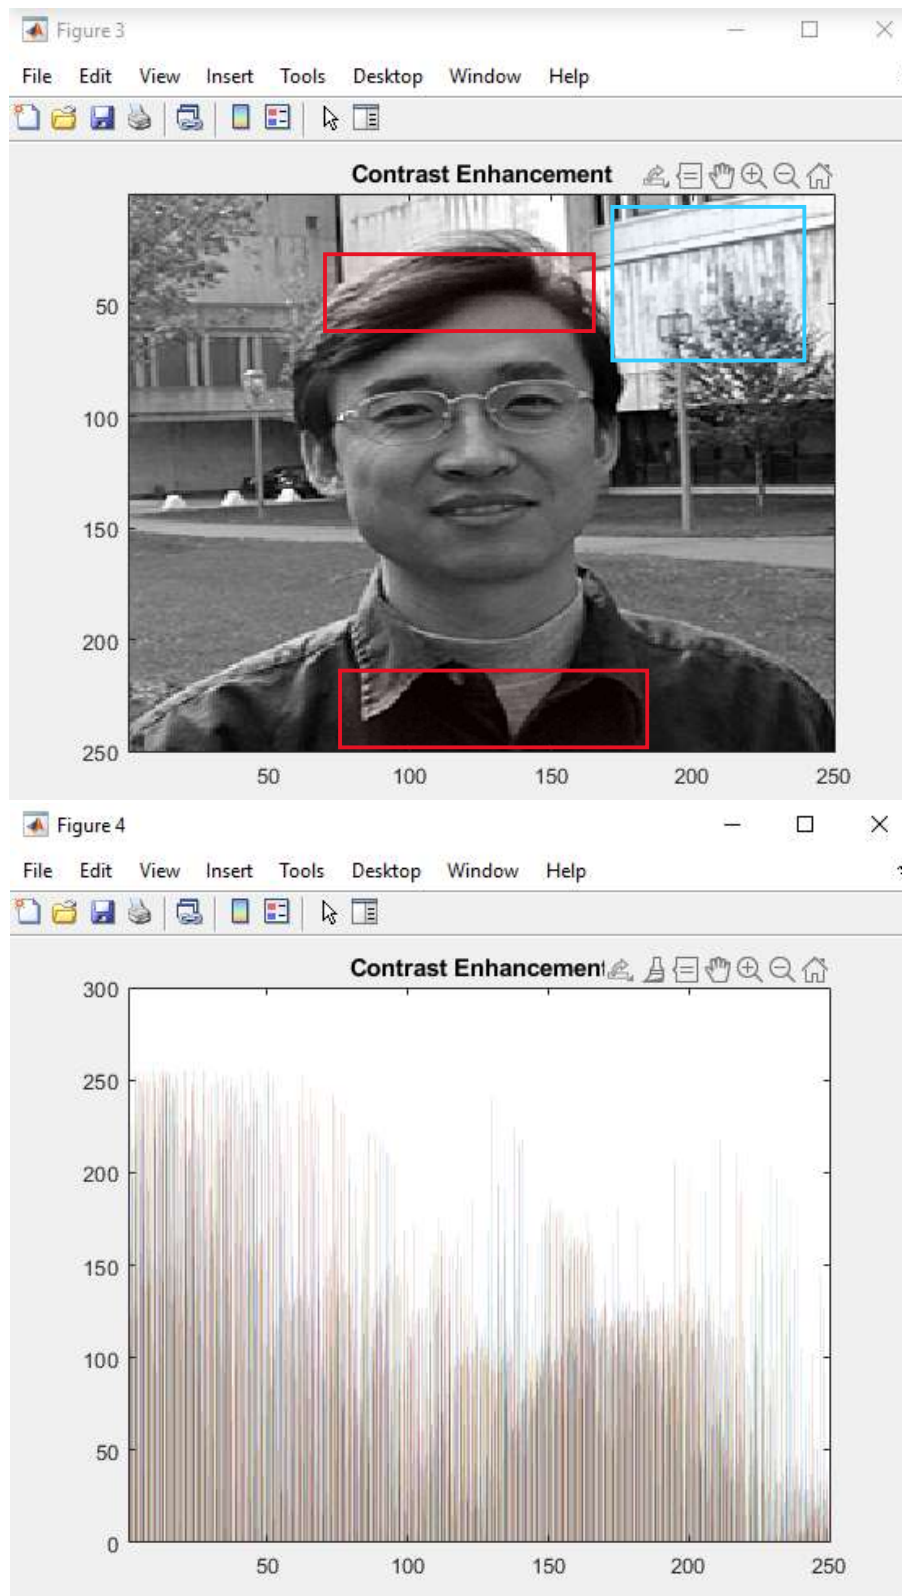 Figure 3
File Edit View Insert Tools Desktop Window Help
Contrast Enhancement
50
100
150
200
250
50 100 150 200 250
Figure 4
File Edit View Insert Tools Desktop Window Help
Contrast Enhancement
300
250
200
150
100
50
0
50 100 150 200 250